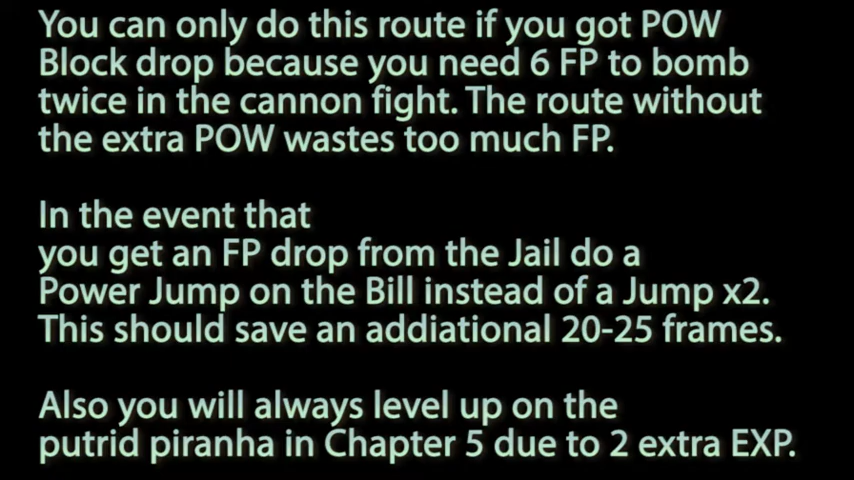 You can only do this route if you got POW
Block drop because you need 6 FP to bomb
twice in the cannon fight. The route without
the extra POW wastes too much FP.
In the event that
you get an FP drop from the Jail do a
Power Jump on the Bill instead of a Jump x2.
This should save an addiational 20-25 frames.
Also you will always level up on the
putrid piranha in Chapter 5 due to 2 extra EXP.